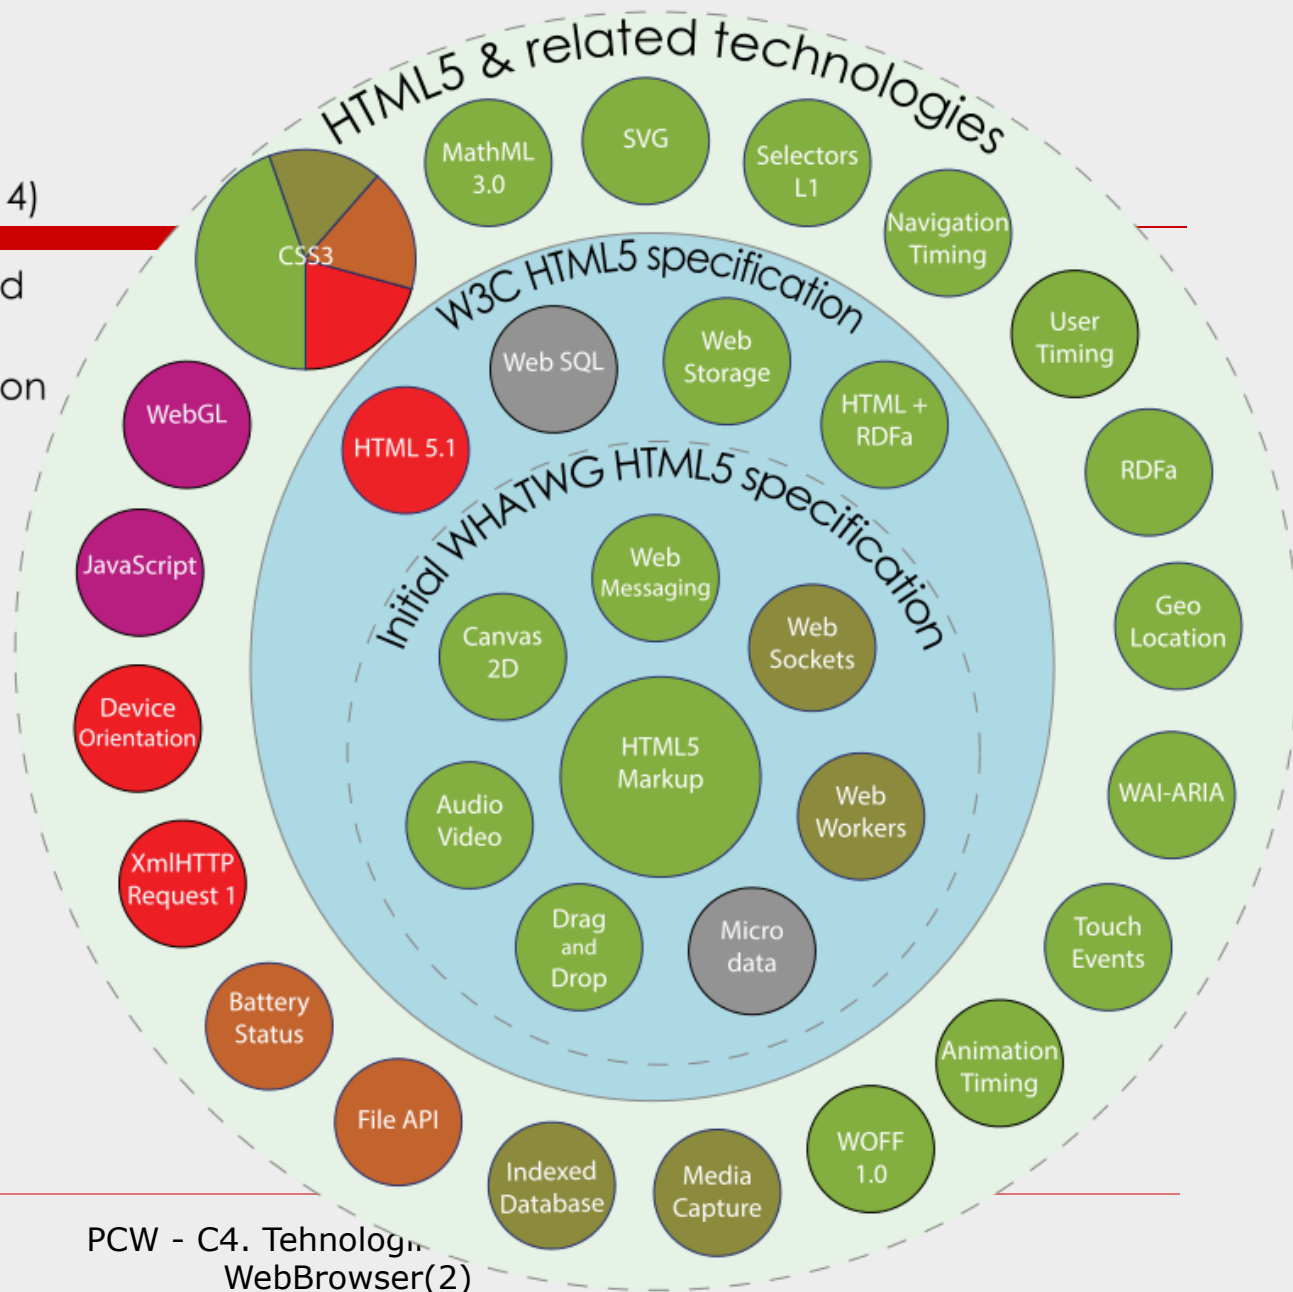 HTML5 & related technologies
4)
d
on
MathML
3.0
SVG
Selectors
L1
Navigation
Timing
CSS3
User
Timing
W3C HTML5 specification
Web SQL
Web
Storage
HTML +
RDFa
HTML 5.1
WebGL
RDFa
Initial WHATWG HTML5 specification
JavaScript
Web
Messaging
Canvas
2D
Web
Sockets
Geo
Location
Device
Orientation
HTML5
Markup
Audio
Video
Web
Workers
WAI-ARIA
XmlHTTP
Request 1
Drag
and
Drop
Micro
data
Touch
Events
Battery
Status
Animation
Timing
File API
WOFF
1.0
Indexed
Database
Media
Capture
PCW - C4.
WebBrowser(2)